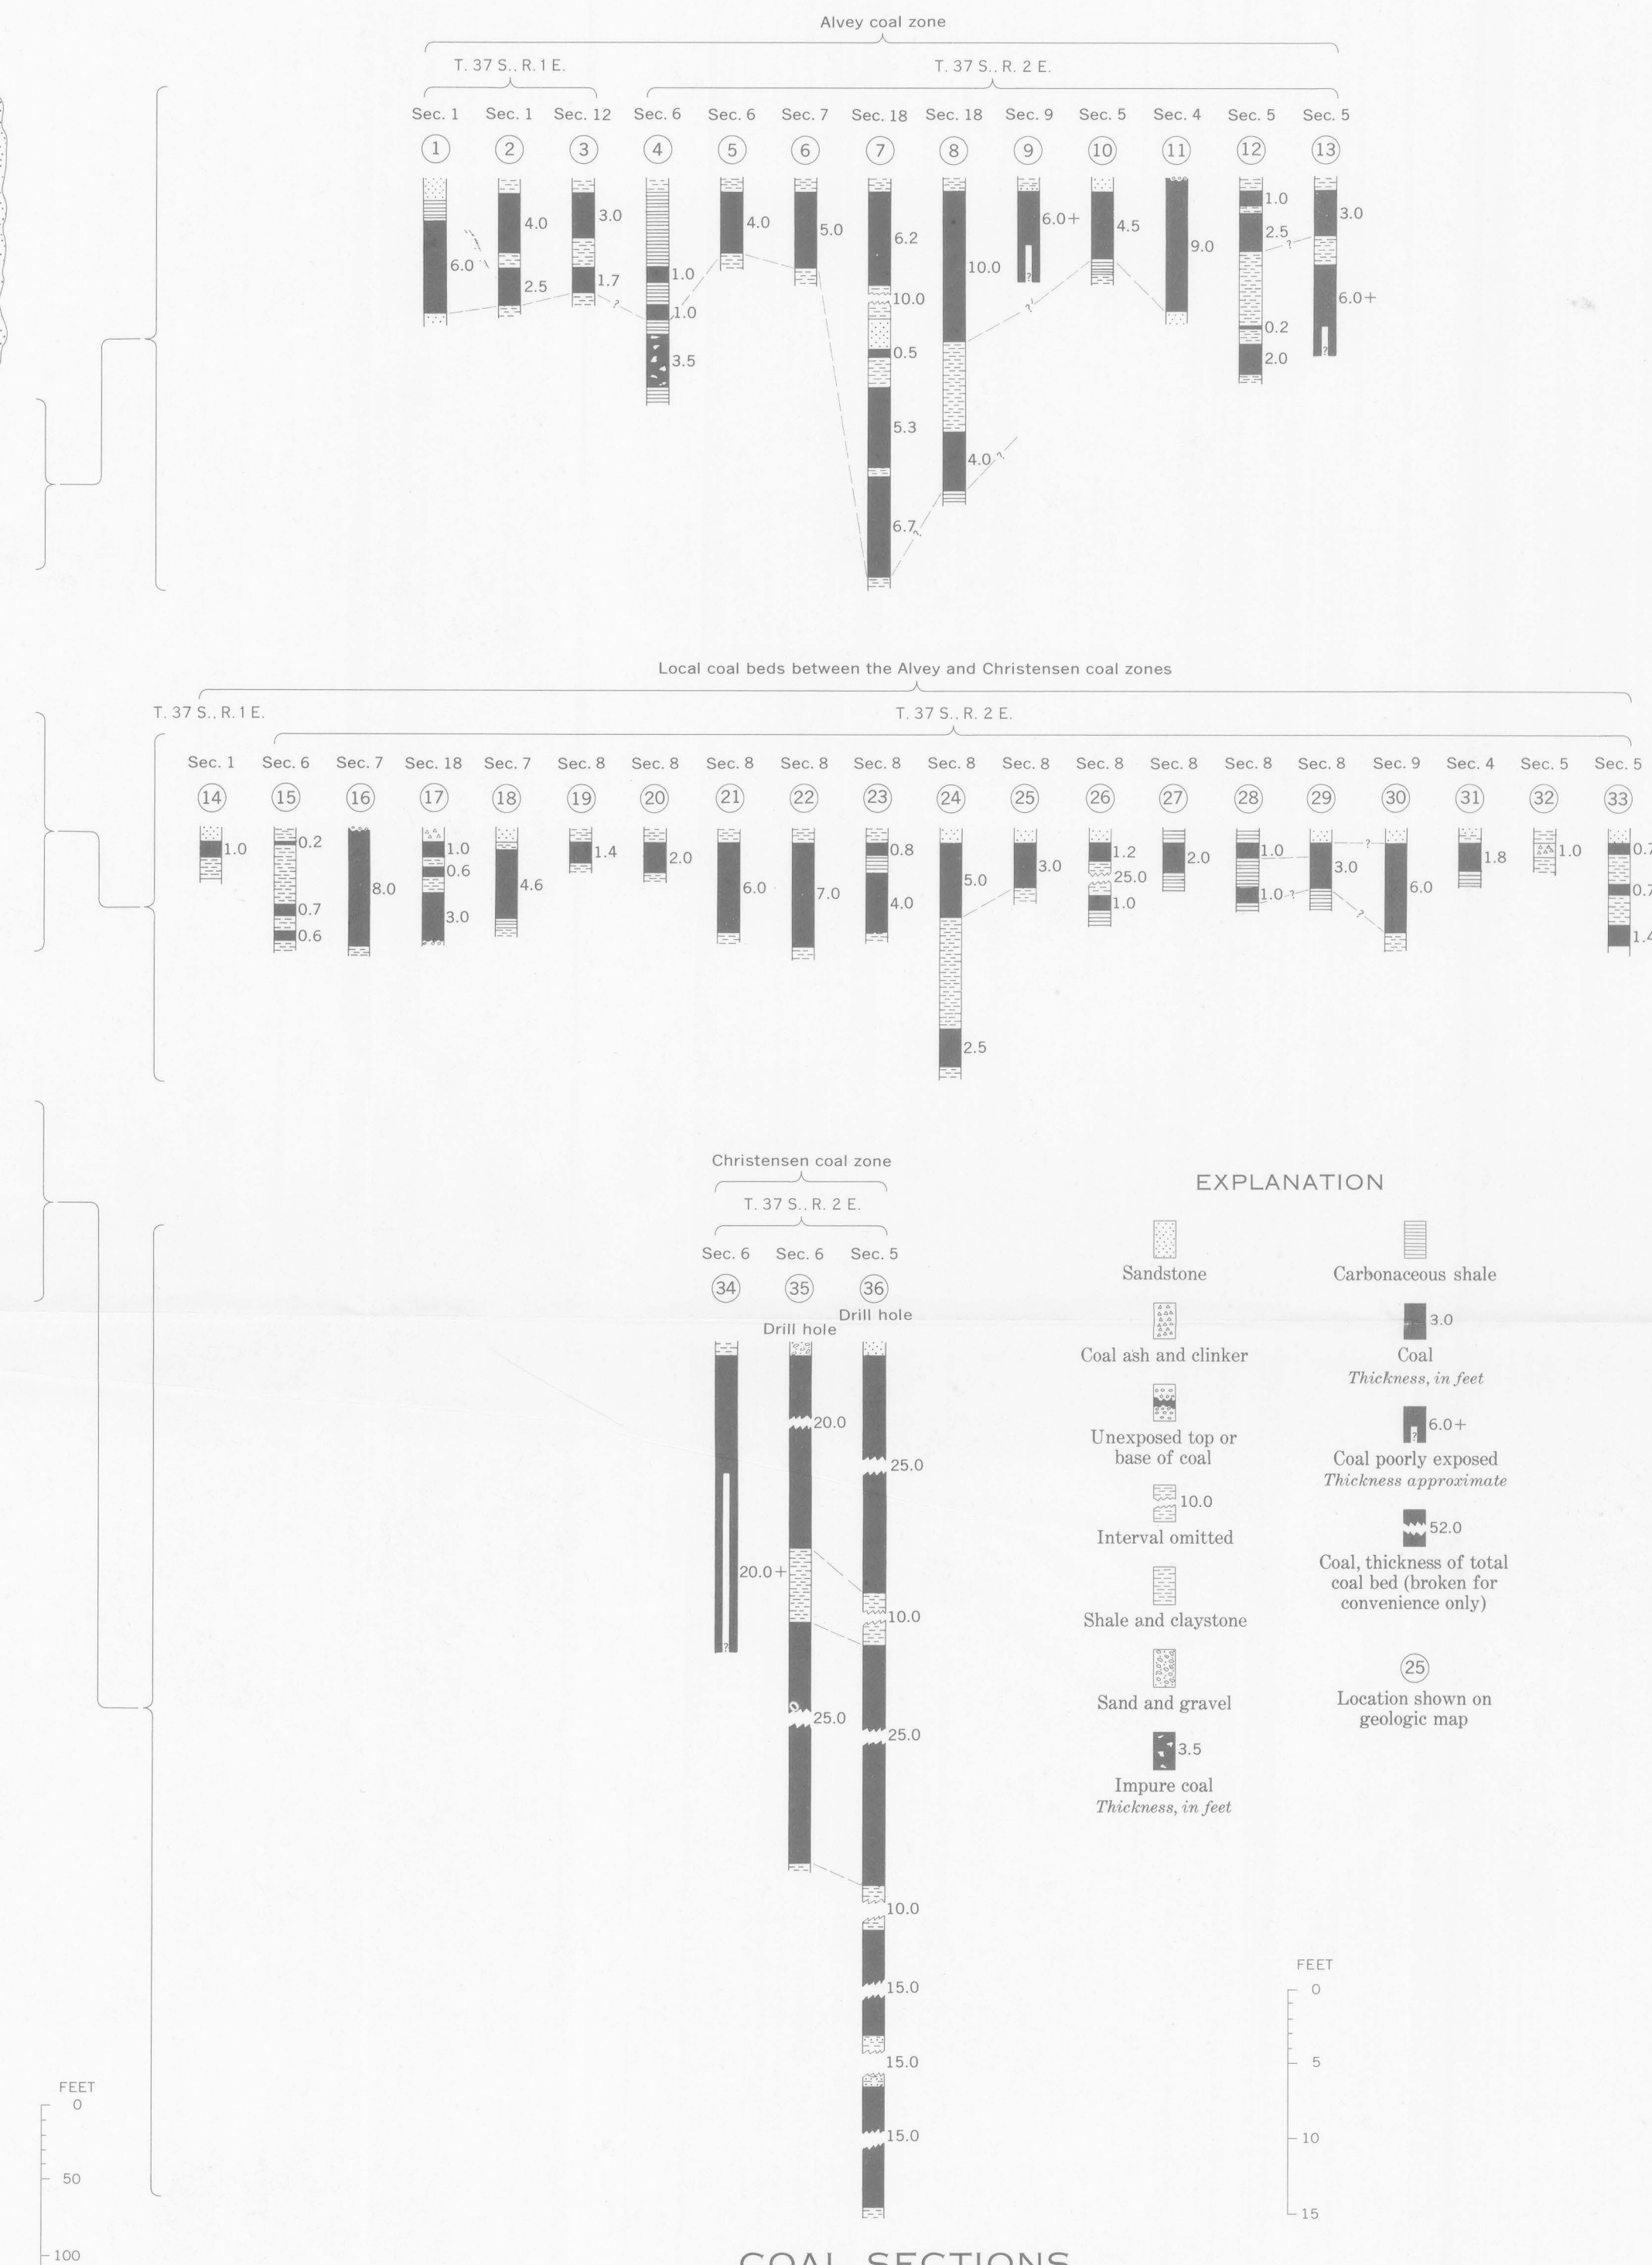 Alvey coal zone
T. 37 S., R. 1 E.
T. 37 S., R. 2 E.
Sec. 1 Sec. 1 Sec. 12 Sec. 6 Sec. 6 Sec. 7 Sec. 18 Sec. 18 Sec. 9 Sec. 5 Sec. 4 Sec. 5 Sec. 5
1 2 3 4 5 6 7 8 9 10 11 12 13
6.0
4.0
2.5
3.0
1.7
?
1.0
1.0
3.5
4.0
5.0
6.2
10.0
0.5
5.3
6.7
?
10.0
4.0
?
6.0+
?
?
4.5
9.0
1.0
2.5
0.2
2.0
?
3.0
6.0+
?
Local coal beds between the Alvey and Christensen coal zones
T. 37 S., R. 1 E.
T. 37 S., R. 2 E.
Sec. 1 Sec. 6 Sec. 7 Sec. 18 Sec. 7 Sec. 8 Sec. 8 Sec. 8 Sec. 8 Sec. 8 Sec. 8 Sec. 8 Sec. 8 Sec. 8 Sec. 8 Sec. 8 Sec. 9 Sec. 4 Sec. 5 Sec. 5
14 15 16 17 18 19 20 21 22 23 24 25 26 27 28 29 30 31 32 33
1.0
0.2
0.7
0.6
8.0
1.0
0.6
3.0
4.6
1.4
2.0
6.0
7.0
0.8
4.0
5.0
2.5
3.0
1.2
25.0
1.0
2.0
1.0
1.0
?
3.0
?
?
6.0
1.8
1.0
0.7
0.7
1.4
Christensen coal zone
T. 37 S., R. 2 E.
Sec. 6 Sec. 6 Sec. 5
34 35 36
Drill hole
Drill hole
20.0+
?
20.0
25.0
25.0
10.0
25.0
10.0
15.0
15.0
15.0
EXPLANATION
Sandstone
Coal ash and clinker
Unexposed top or
base of coal
10.0
Interval omitted
Shale and claystone
Sand and gravel
3.5
Impure coal
Thickness, in feet
Carbonaceous shale
3.0
Coal
Thickness, in feet
6.0+
?
Coal poorly exposed
Thickness approximate
52.0
Coal, thickness of total
coal bed (broken for
convenience only)
25
Location shown on
geologic map
FEET
0
5
10
15
FEET
0
50
100
COAL SECTIONS